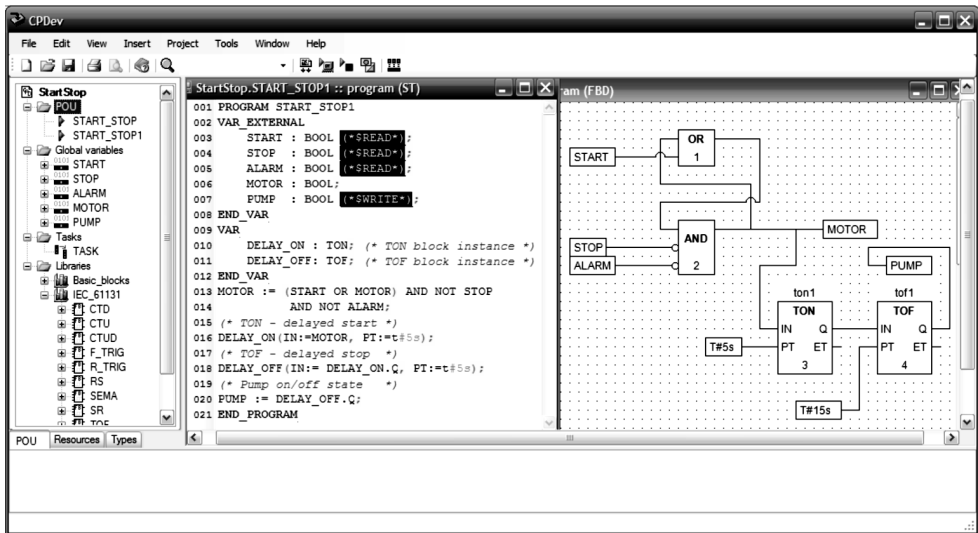 CPDev
File Edit View Insert Project Tools Window Help
StartStop
POU
START_STOP
START_STOP1
Global variables
START
STOP
ALARM
MOTOR
PUMP
Tasks
TASK
Libraries
Basic_blocks
IEC_61131
CTD
CTU
CTUD
F_TRIG
R_TRIG
RS
SEMA
SR
TOF
POU Resources Types
StartStop.START_STOP1 :: program (ST)
001 PROGRAM START_STOP1
002 VAR_EXTERNAL
003 START : BOOL (*$READ*);
004 STOP : BOOL (*$READ*);
005 ALARM : BOOL (*$READ*);
006 MOTOR : BOOL;
007 PUMP : BOOL (*$WRITE*);
008 END_VAR
009 VAR
010 DELAY_ON : TON; (* TON block instance *)
011 DELAY_OFF: TOF; (* TOF block instance *)
012 END_VAR
013 MOTOR := (START OR MOTOR) AND NOT STOP
014 AND NOT ALARM;
015 (* TON - delayed start *)
016 DELAY_ON(IN:=MOTOR, PT:=t#5s);
017 (* TOF - delayed stop *)
018 DELAY_OFF(IN:= DELAY_ON.Q, PT:=t#5s);
019 (* Pump on/off state *)
020 PUMP := DELAY_OFF.Q;
021 END_PROGRAM
ram (FBD)
OR
1
START
AND
2
STOP
ALARM
MOTOR
PUMP
ton1
TON
IN Q
PT ET
3
tof1
TOF
IN Q
PT ET
4
T#5s
T#15s